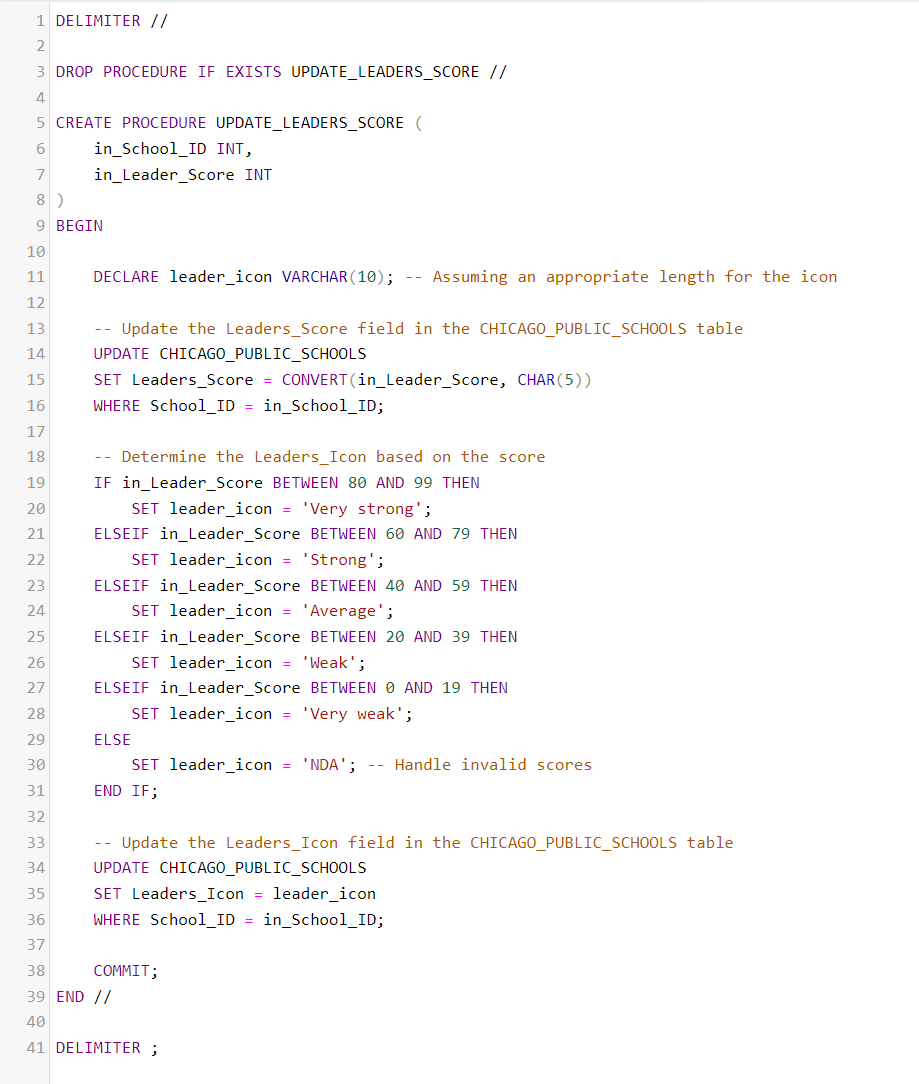 1 DELIMITER //
2
3 DROP PROCEDURE IF EXISTS UPDATE_LEADERS_SCORE //
4
5 CREATE PROCEDURE UPDATE_LEADERS_SCORE (
6     in_School_ID INT,
7     in_Leader_Score INT
8 )
9 BEGIN
10
11     DECLARE leader_icon VARCHAR(10); -- Assuming an appropriate length for the icon
12
13     -- Update the Leaders_Score field in the CHICAGO_PUBLIC_SCHOOLS table
14     UPDATE CHICAGO_PUBLIC_SCHOOLS
15     SET Leaders_Score = CONVERT(in_Leader_Score, CHAR(5))
16     WHERE School_ID = in_School_ID;
17
18     -- Determine the Leaders_Icon based on the score
19     IF in_Leader_Score BETWEEN 80 AND 99 THEN
20         SET leader_icon = 'Very strong';
21     ELSEIF in_Leader_Score BETWEEN 60 AND 79 THEN
22         SET leader_icon = 'Strong';
23     ELSEIF in_Leader_Score BETWEEN 40 AND 59 THEN
24         SET leader_icon = 'Average';
25     ELSEIF in_Leader_Score BETWEEN 20 AND 39 THEN
26         SET leader_icon = 'Weak';
27     ELSEIF in_Leader_Score BETWEEN 0 AND 19 THEN
28         SET leader_icon = 'Very weak';
29     ELSE
30         SET leader_icon = 'NDA'; -- Handle invalid scores
31     END IF;
32
33     -- Update the Leaders_Icon field in the CHICAGO_PUBLIC_SCHOOLS table
34     UPDATE CHICAGO_PUBLIC_SCHOOLS
35     SET Leaders_Icon = leader_icon
36     WHERE School_ID = in_School_ID;
37
38     COMMIT;
39 END //
40
41 DELIMITER ;